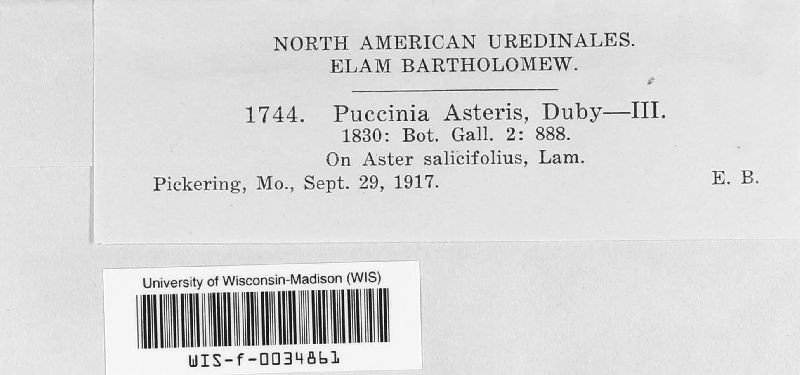 NORTH AMERICAN UREDINALES.
ELAM BARTHOLOMEW.
1744. Puccinia Asteris, Duby—III.
1830: Bot. Gall. 2: 888.
On Aster salicifolius, Lam.
Pickering, Mo., Sept. 29, 1917. E. B.
University of Wisconsin-Madison (WIS)
WIS-f-0034861